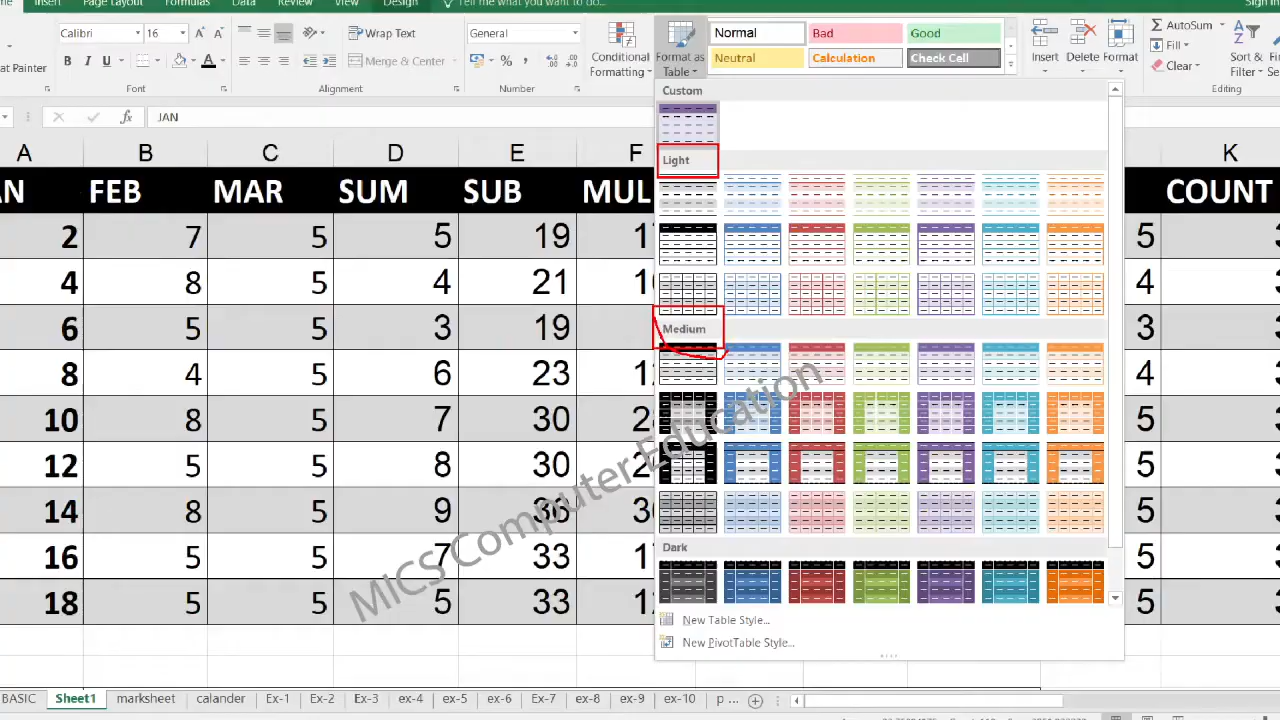 Insert Page Layout Formulas Data Review View Design Tell me what you want to do... Sign in
Calibri 16 A A Wrap Text General Conditional Format as Normal Bad Good Insert Delete Format AutoSum Sort &
Painter B I U A Merge & Center % Formatting Table Neutral Calculation Check Cell Fill Filter
Clear
Font Alignment Number Editing
fx JAN
Custom
Light
Medium
Dark
New Table Style...
New PivotTable Style...
A B C D E F K
FEB MAR SUM SUB MUL COUNT
2 7 5 5 19 5
4 8 5 4 21 4
6 5 5 3 19 3
8 4 5 6 23 4
10 8 5 7 30 5
12 5 5 8 30 5
14 8 5 9 36 5
16 5 5 7 33 5
18 5 5 33 5
Computer Education
BASIC Sheet1 marksheet calander Ex-1 Ex-2 Ex-3 ex-4 ex-5 ex-6 Ex-7 ex-8 ex-9 ex-10 p ...